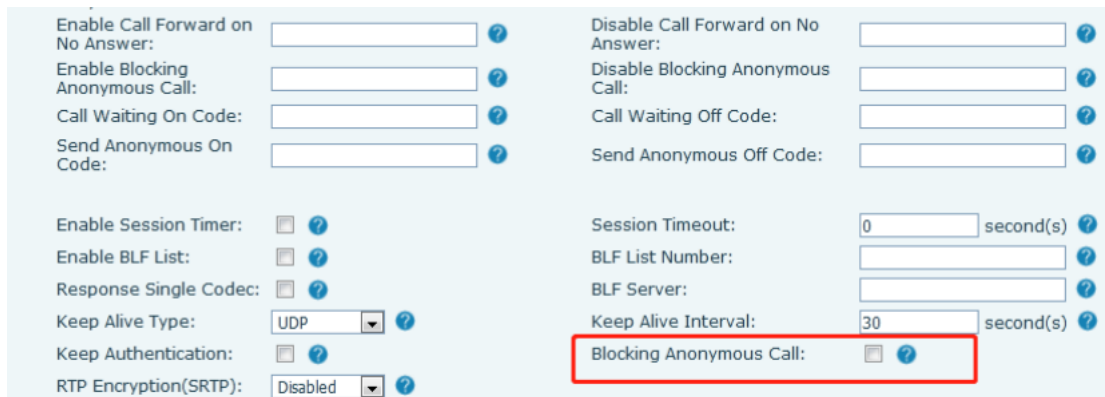 Enable Call Forward on Disable Call Forward on No
No Answer: Answer:
Enable Blocking Disable Blocking Anonymous
Anonymous Call: Call:
Call Waiting On Code: Call Waiting Off Code:
Send Anonymous On
Code: Send Anonymous Off Code:
Enable Session Timer: Session Timeout: 0 second(s)
Enable BLF List: BLF List Number:
Response Single Codec: BLF Server:
Keep Alive Type: UDP Keep Alive Interval: 30 second(s)
Keep Authentication: Blocking Anonymous Call:
RTP Encryption(SRTP): Disabled